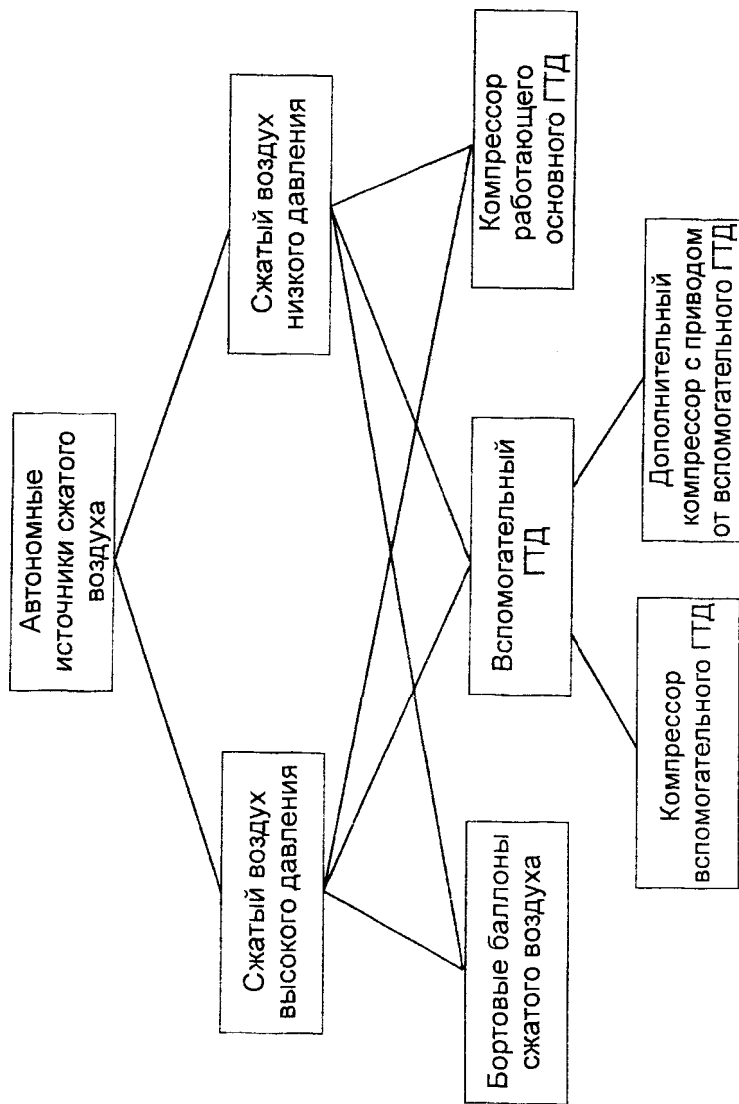 Автономные
источники сжатого
воздуха
Сжатый воздух
высокого давления
Сжатый воздух
низкого давления
Бортовые баллоны
сжатого воздуха
Вспомогательный
ГТД
Компрессор
работающего
основного ГТД
Компрессор
вспомогательного ГТД
Дополнительный
компрессор с приводом
от вспомогательного ГТД